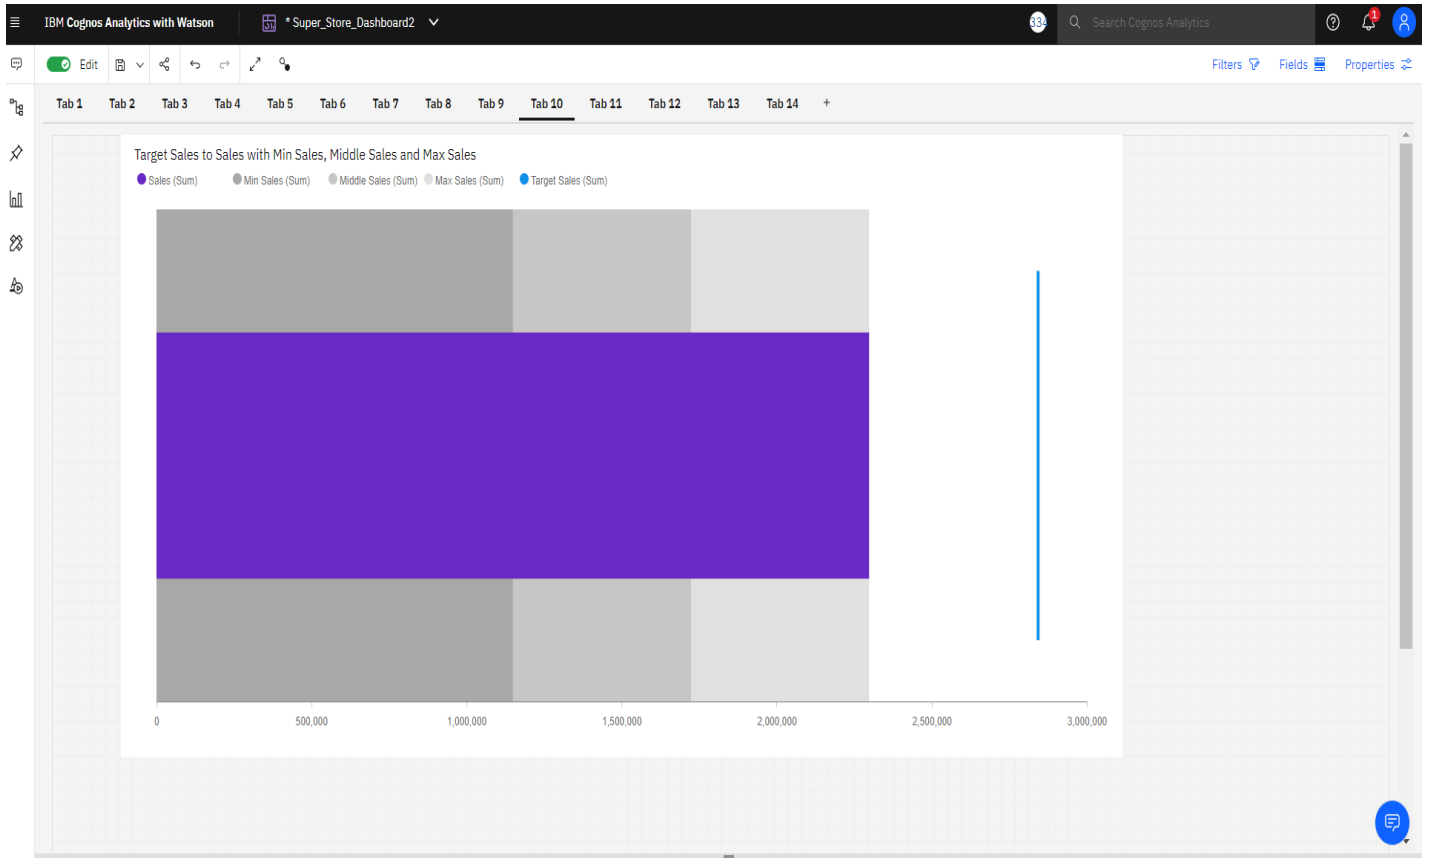 IBM Cognos Analytics with Watson
* Super_Store_Dashboard2
334
Search Cognos Analytics
1
Edit
Filters
Fields
Properties
Tab 1 Tab 2 Tab 3 Tab 4 Tab 5 Tab 6 Tab 7 Tab 8 Tab 9 Tab 10 Tab 11 Tab 12 Tab 13 Tab 14 +
Target Sales to Sales with Min Sales, Middle Sales and Max Sales
Sales (Sum) Min Sales (Sum) Middle Sales (Sum) Max Sales (Sum) Target Sales (Sum)
0 500,000 1,000,000 1,500,000 2,000,000 2,500,000 3,000,000